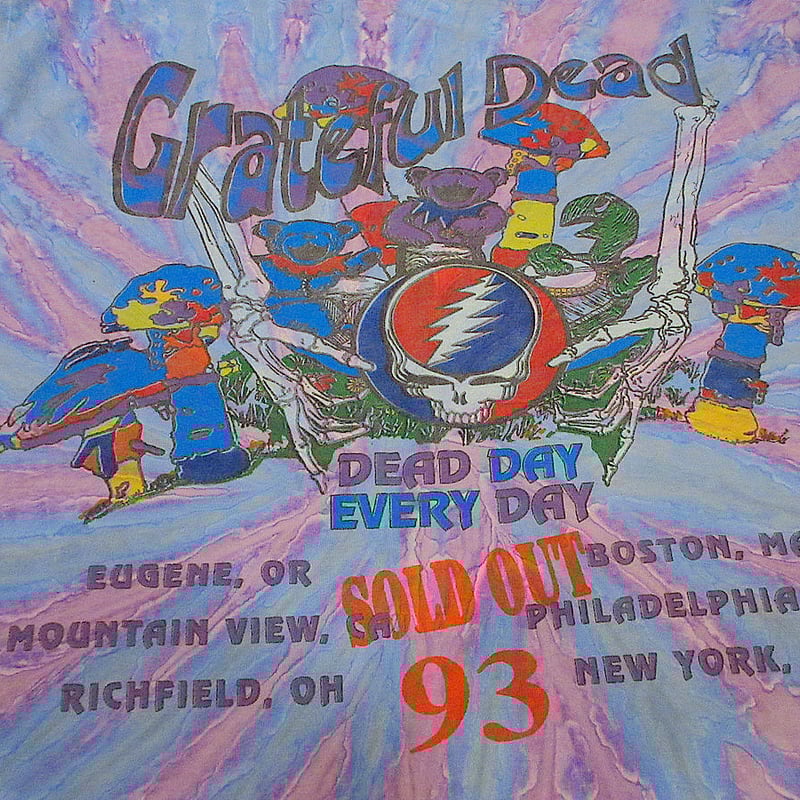 Grateful Dead
DEAD DAY
EVERY DAY
EUGENE, OR
MOUNTAIN VIEW, CA
RICHFIELD, OH
SOLD OUT
93
BOSTON, MA
PHILADELPHIA
NEW YORK,